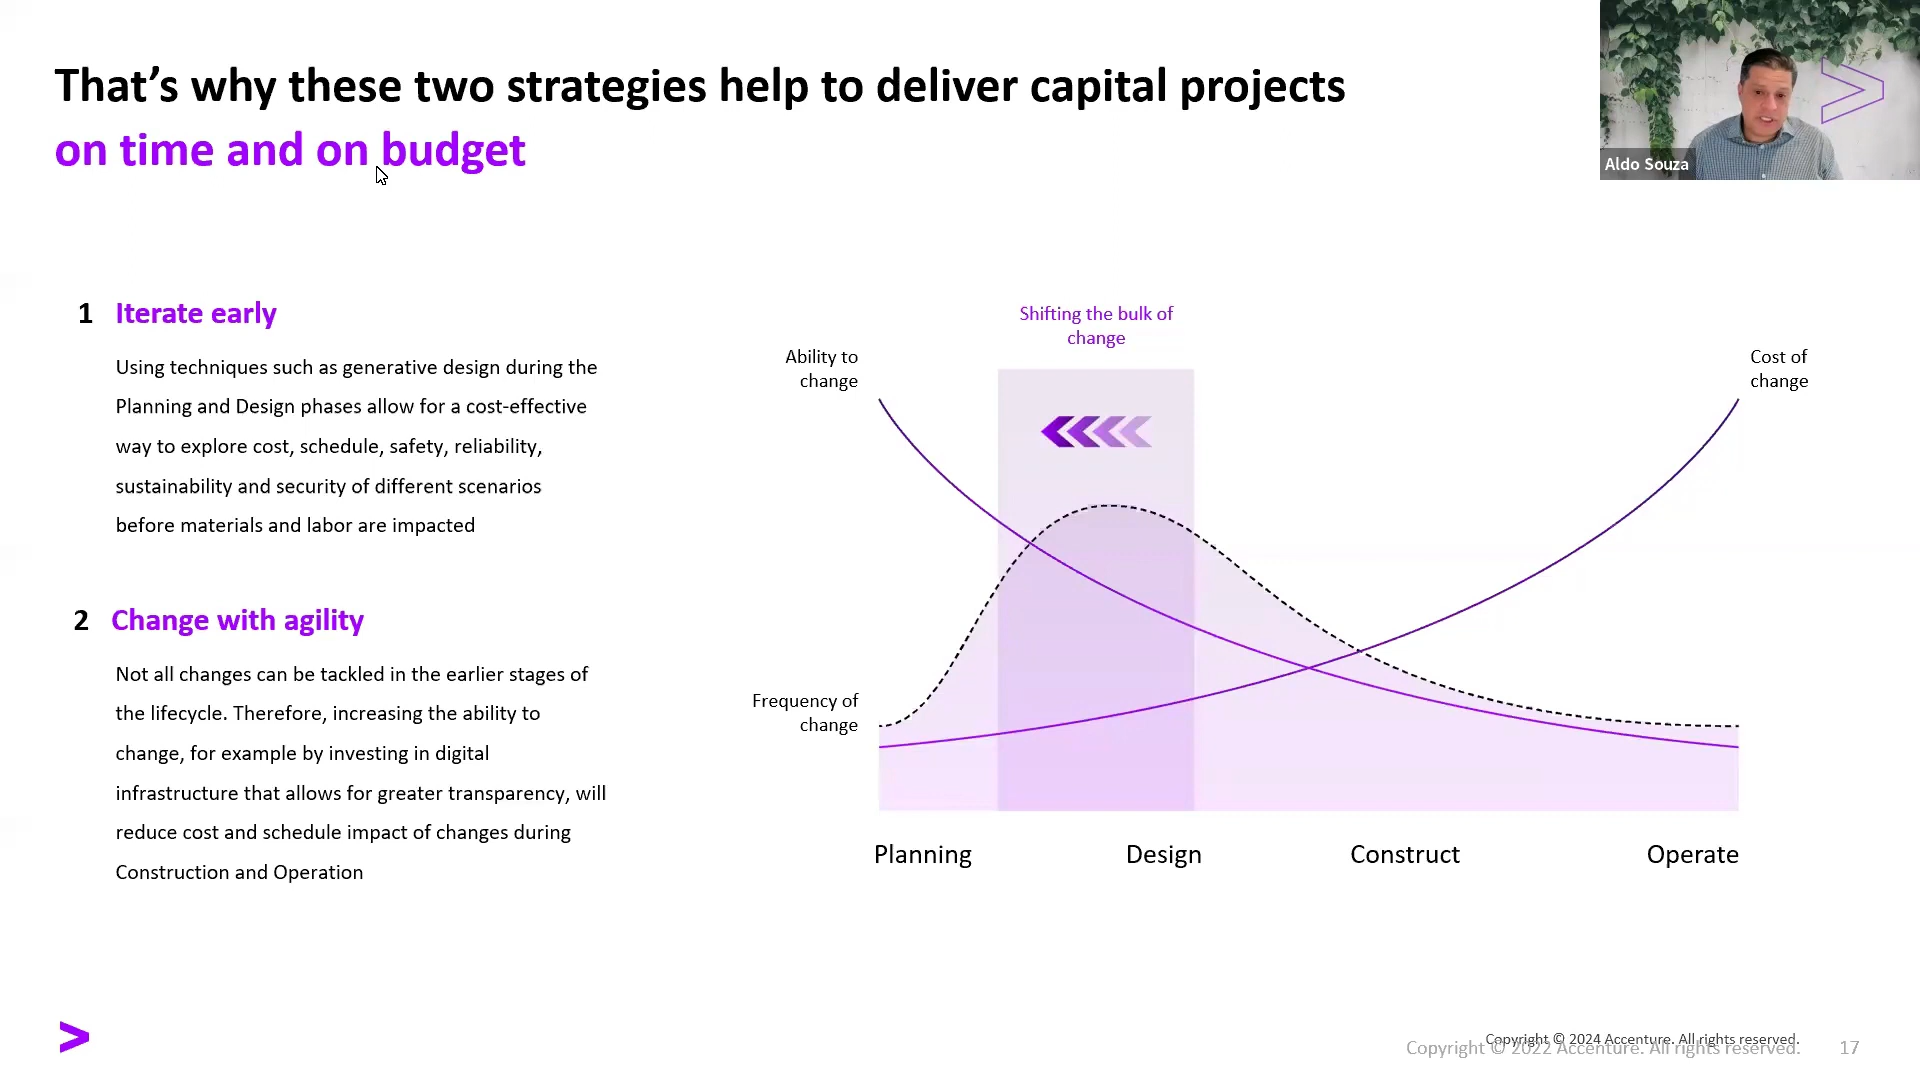 That's why these two strategies help to deliver capital projects
on time and on budget
Aldo Souza
1 Iterate early
Using techniques such as generative design during the
Planning and Design phases allow for a cost-effective
way to explore cost, schedule, safety, reliability,
sustainability and security of different scenarios
before materials and labor are impacted
2 Change with agility
Not all changes can be tackled in the earlier stages of
the lifecycle. Therefore, increasing the ability to
change, for example by investing in digital
infrastructure that allows for greater transparency, will
reduce cost and schedule impact of changes during
Construction and Operation
Shifting the bulk of
change
Ability to
change
Cost of
change
Frequency of
change
Planning
Design
Construct
Operate
Copyright © 2024 Accenture. All rights reserved.
Copyright © 2022 Accenture. All rights reserved.
17